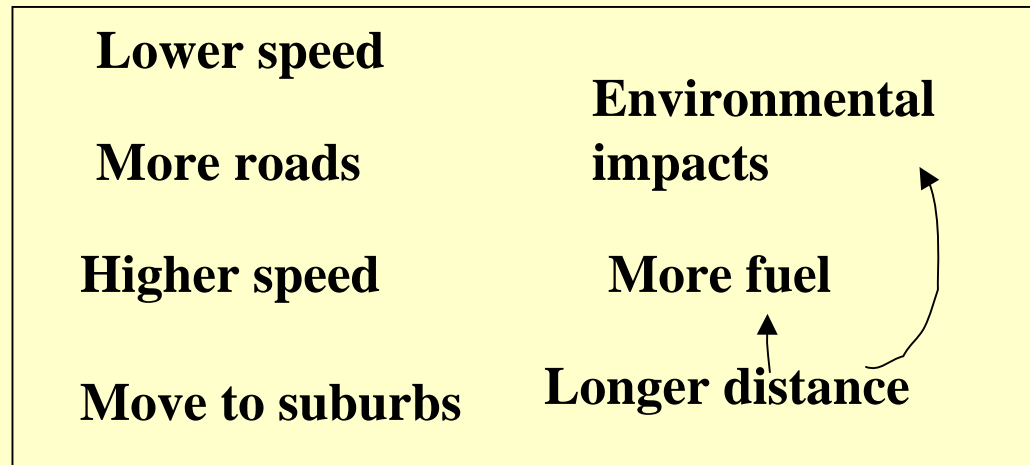 Lower speed
More roads
Higher speed
Move to suburbs
Environmental
impacts
More fuel
Longer distance